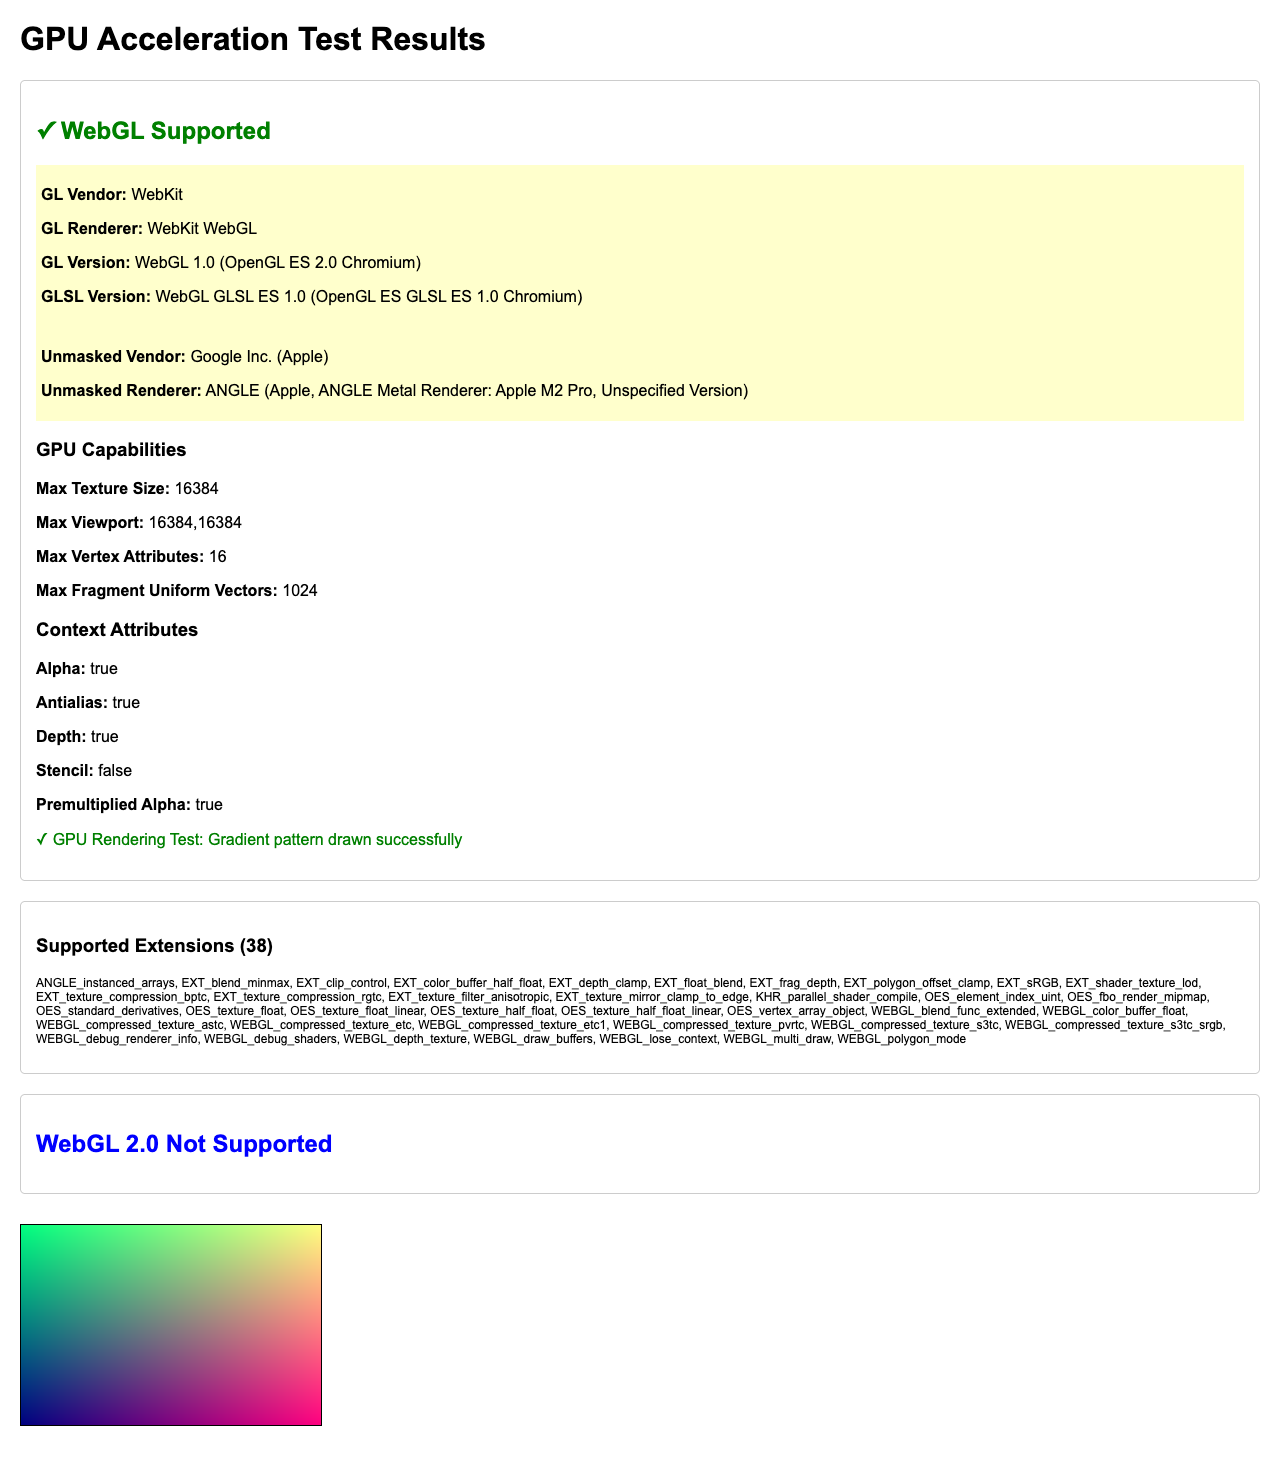 GPU Acceleration Test Results
✓ WebGL Supported
GL Vendor: WebKit
GL Renderer: WebKit WebGL
GL Version: WebGL 1.0 (OpenGL ES 2.0 Chromium)
GLSL Version: WebGL GLSL ES 1.0 (OpenGL ES GLSL ES 1.0 Chromium)
Unmasked Vendor: Google Inc. (Apple)
Unmasked Renderer: ANGLE (Apple, ANGLE Metal Renderer: Apple M2 Pro, Unspecified Version)
GPU Capabilities
Max Texture Size: 16384
Max Viewport: 16384,16384
Max Vertex Attributes: 16
Max Fragment Uniform Vectors: 1024
Context Attributes
Alpha: true
Antialias: true
Depth: true
Stencil: false
Premultiplied Alpha: true
✓ GPU Rendering Test: Gradient pattern drawn successfully
Supported Extensions (38)
ANGLE_instanced_arrays, EXT_blend_minmax, EXT_clip_control, EXT_color_buffer_half_float, EXT_depth_clamp, EXT_float_blend, EXT_frag_depth, EXT_polygon_offset_clamp, EXT_sRGB, EXT_shader_texture_lod,
EXT_texture_compression_bptc, EXT_texture_compression_rgtc, EXT_texture_filter_anisotropic, EXT_texture_mirror_clamp_to_edge, KHR_parallel_shader_compile, OES_element_index_uint, OES_fbo_render_mipmap,
OES_standard_derivatives, OES_texture_float, OES_texture_float_linear, OES_texture_half_float, OES_texture_half_float_linear, OES_vertex_array_object, WEBGL_blend_func_extended, WEBGL_color_buffer_float,
WEBGL_compressed_texture_astc, WEBGL_compressed_texture_etc, WEBGL_compressed_texture_etc1, WEBGL_compressed_texture_pvrtc, WEBGL_compressed_texture_s3tc, WEBGL_compressed_texture_s3tc_srgb,
WEBGL_debug_renderer_info, WEBGL_debug_shaders, WEBGL_depth_texture, WEBGL_draw_buffers, WEBGL_lose_context, WEBGL_multi_draw, WEBGL_polygon_mode
WebGL 2.0 Not Supported